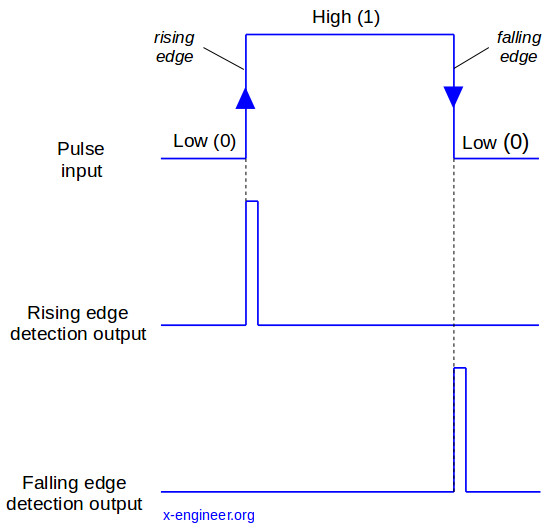 High (1)
rising
edge
falling
edge
Low (0)
Low (0)
Pulse
input
Rising edge
detection output
Falling edge
detection output
x-engineer.org